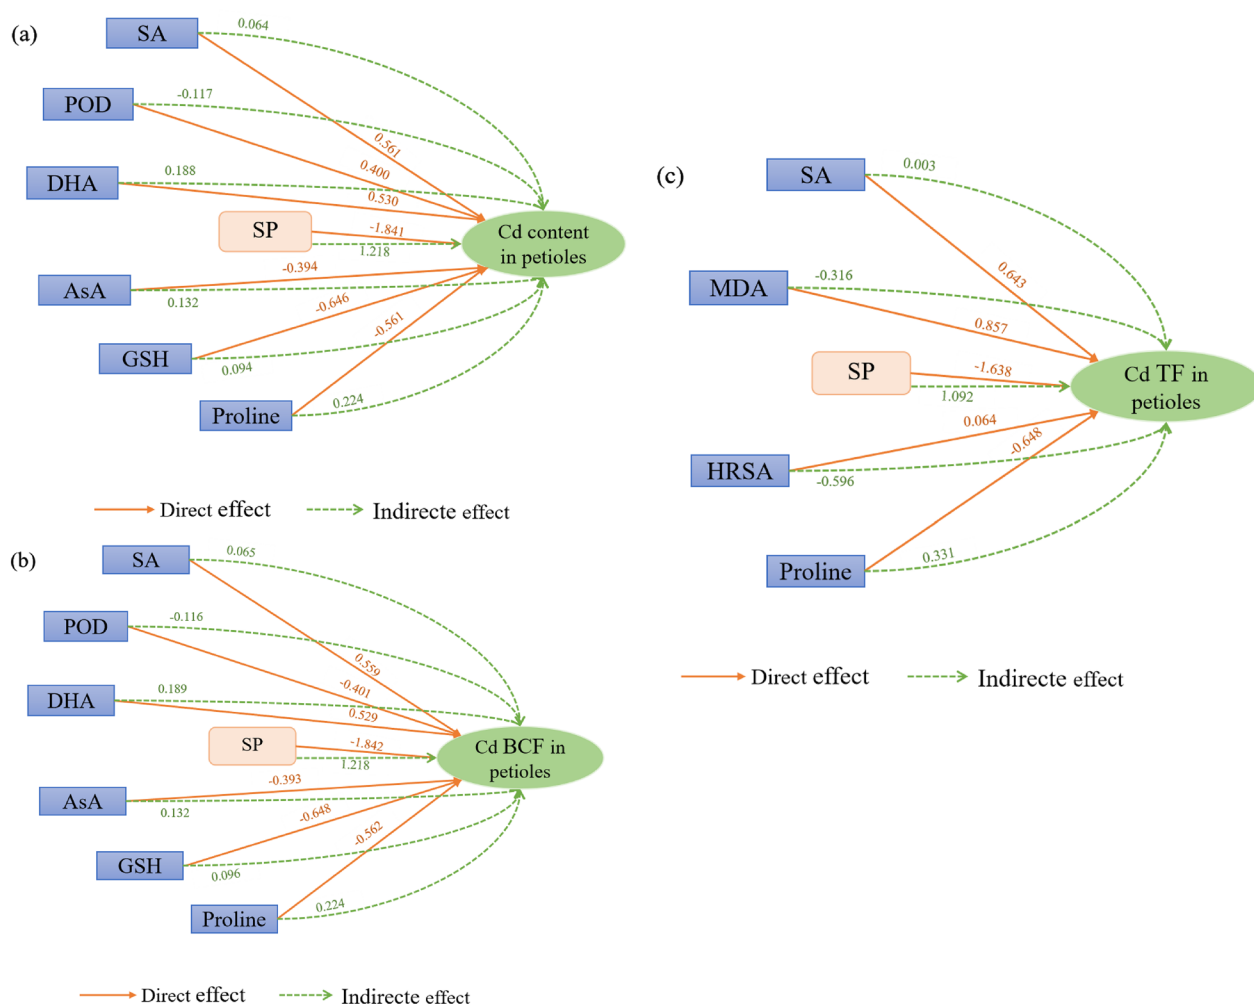 (a)
SA
0.064
POD
-0.117
DHA
0.188
0.561
0.400
0.530
SP
-1.841
1.218
Cd content
in petioles
AsA
-0.394
0.132
GSH
-0.646
0.094
Proline
-0.561
0.224
Direct effect
Indirecte effect
(b)
SA
0.065
POD
-0.116
DHA
0.189
0.559
-0.401
0.529
SP
-1.842
1.218
Cd BCF in
petioles
AsA
-0.393
0.132
GSH
-0.648
0.096
Proline
-0.562
0.224
Direct effect
Indirecte effect
(c)
SA
0.003
0.643
MDA
-0.316
0.857
SP
-1.638
1.092
Cd TF in
petioles
HRSA
0.064
-0.596
Proline
-0.648
0.331
Direct effect
Indirecte effect